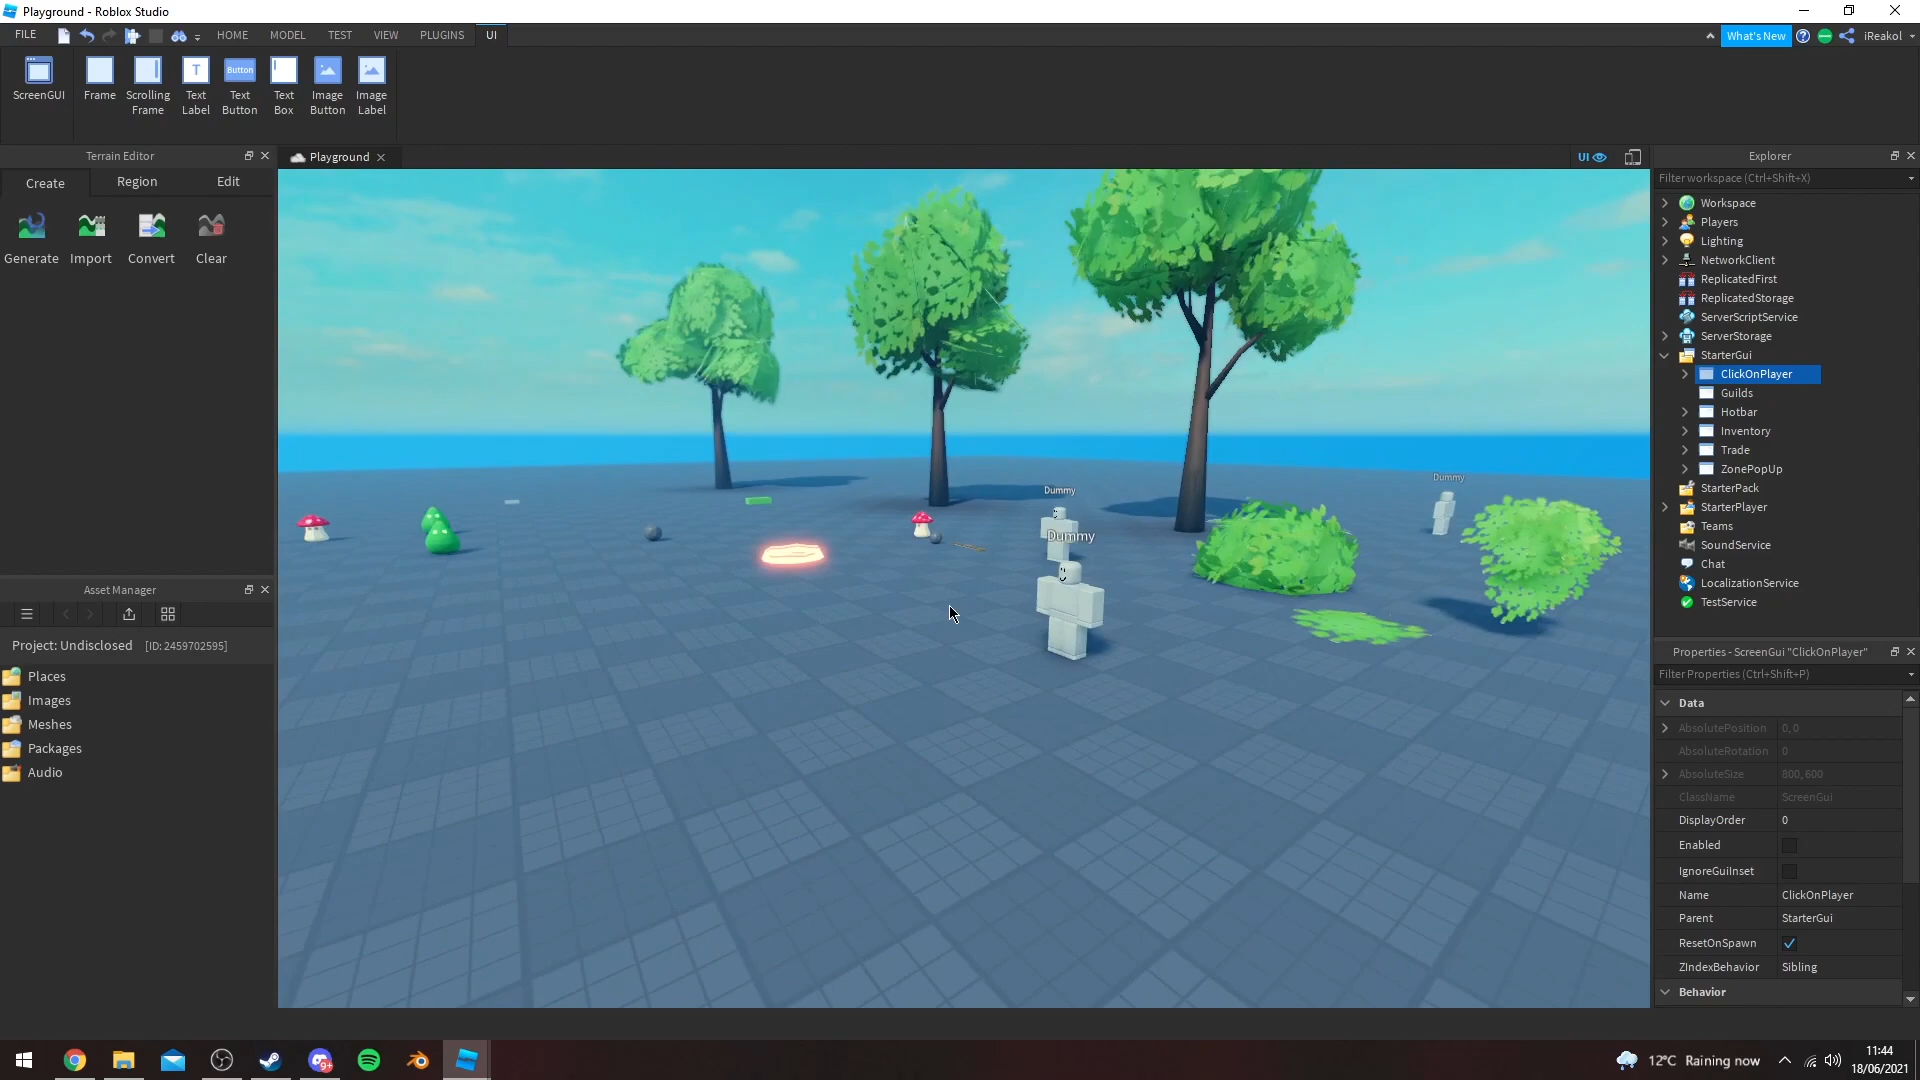 Playground - Roblox Studio
FILE HOME MODEL TEST VIEW PLUGINS UI What's New iReakol
ScreenGUI Frame Scrolling Frame Text Label Text Button Button Text Box Image Button Image Label
Terrain Editor
Create Region Edit
Generate Import Convert Clear
Playground
UI
Dummy
Dummy
Dummy
Asset Manager
Project: Undisclosed [ID: 2459702595]
Places
Images
Meshes
Packages
Audio
Explorer
Filter workspace (Ctrl+Shift+X)
Workspace
Players
Lighting
NetworkClient
ReplicatedFirst
ReplicatedStorage
ServerScriptService
ServerStorage
StarterGui
ClickOnPlayer
Guilds
Hotbar
Inventory
Trade
ZonePopUp
StarterPack
StarterPlayer
Teams
SoundService
Chat
LocalizationService
TestService
Properties - ScreenGui "ClickOnPlayer"
Filter Properties (Ctrl+Shift+P)
Data
AbsolutePosition 0, 0
AbsoluteRotation 0
AbsoluteSize 800, 600
ClassName ScreenGui
DisplayOrder 0
Enabled
IgnoreGuiInset
Name ClickOnPlayer
Parent StarterGui
ResetOnSpawn
ZIndexBehavior Sibling
Behavior
9+
12°C Raining now
11:44
18/06/2021